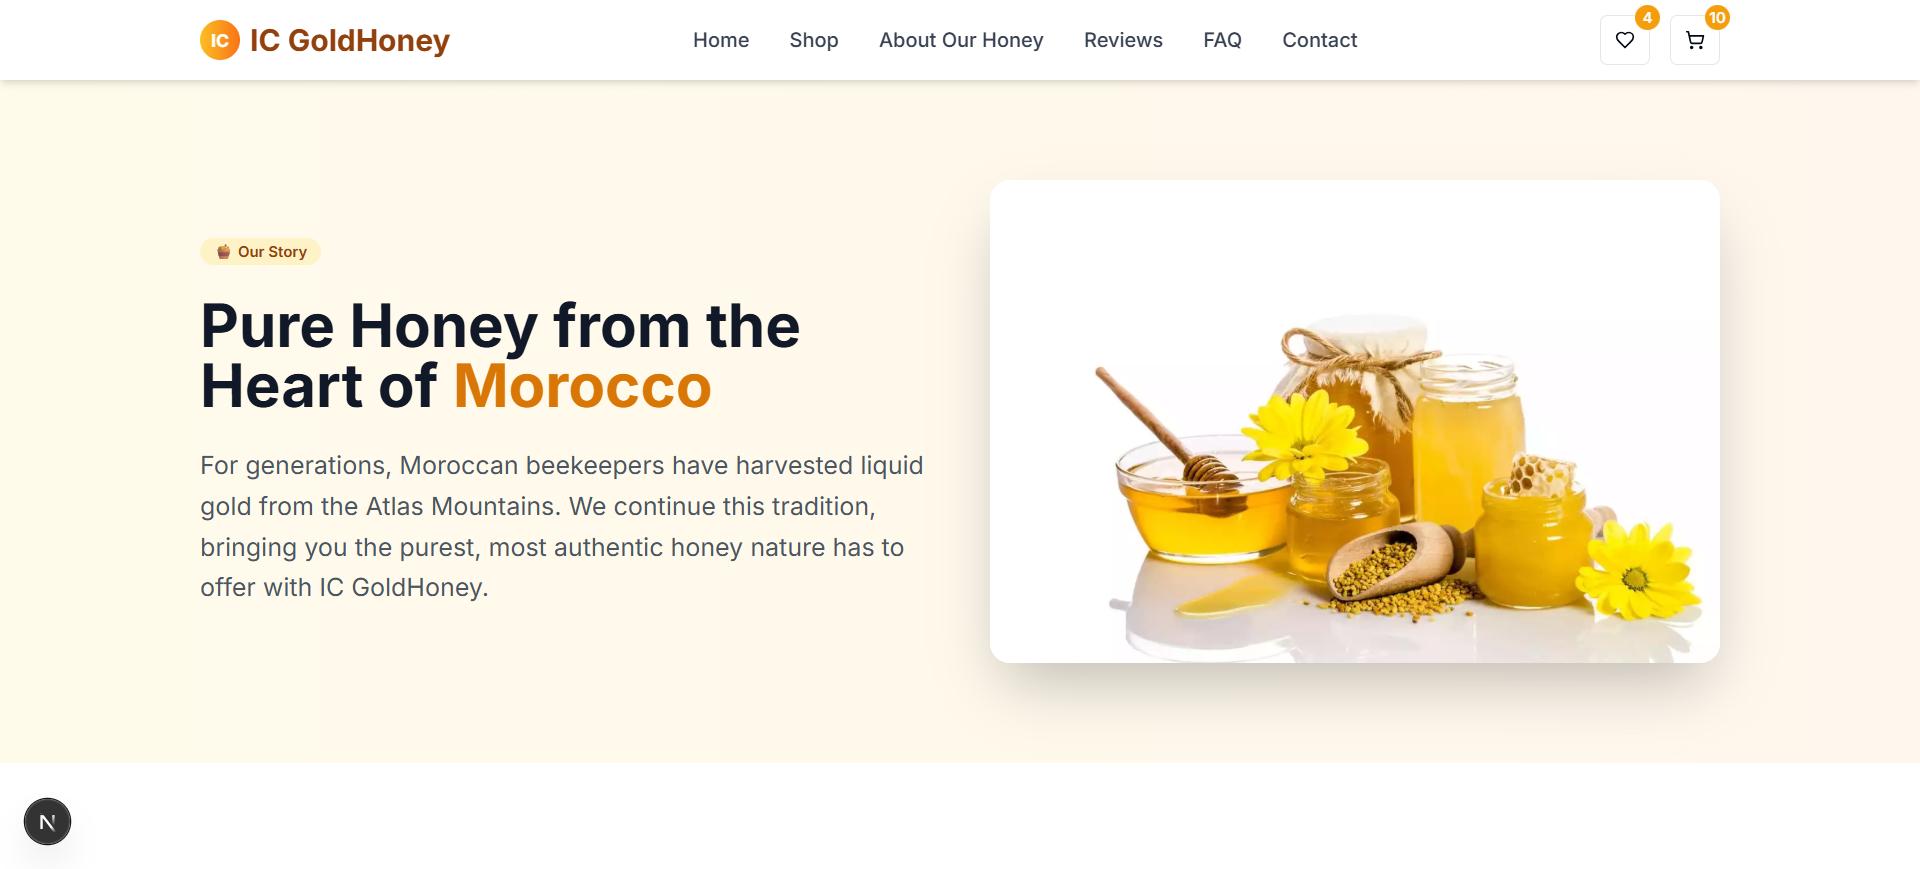 IC IC GoldHoney Home Shop About Our Honey Reviews FAQ Contact 4 10
Our Story
Pure Honey from the
Heart of Morocco
For generations, Moroccan beekeepers have harvested liquid
gold from the Atlas Mountains. We continue this tradition,
bringing you the purest, most authentic honey nature has to
offer with IC GoldHoney.
N